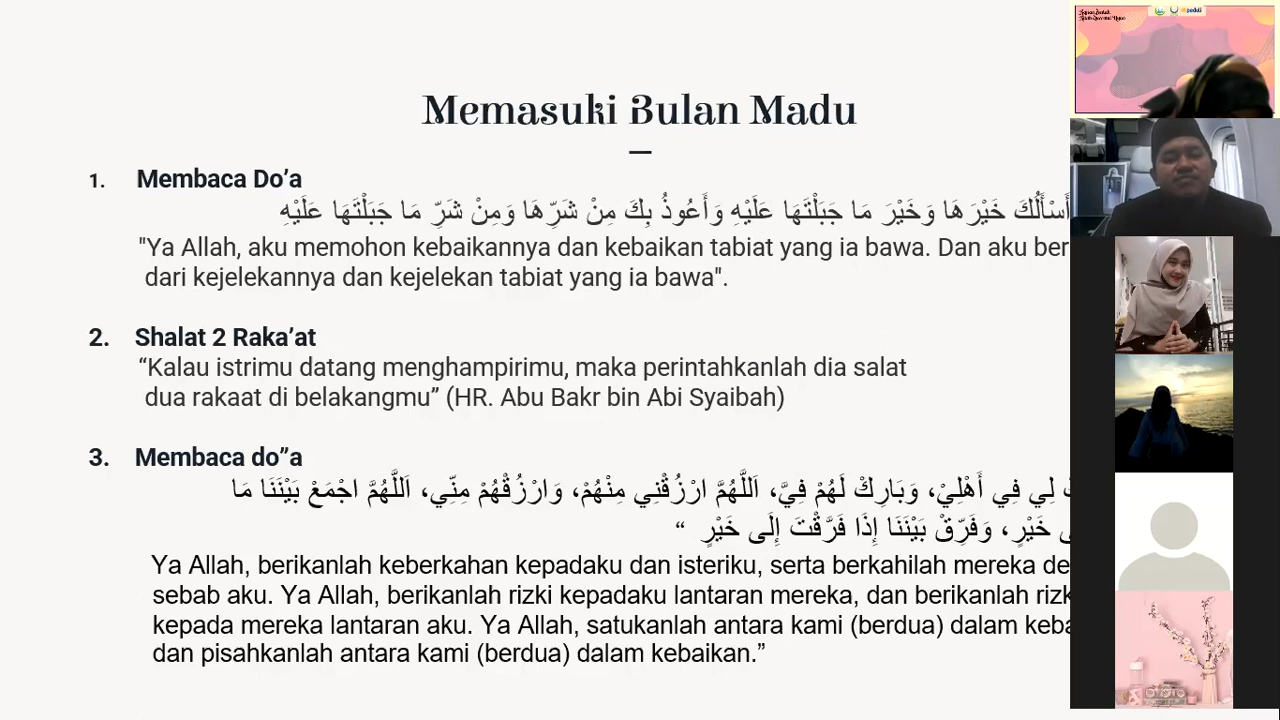 Memasuki Bulan Madu
1. Membaca Do’a
أَسْأَلُكَ خَيْرَهَا وَخَيْرَ مَا جَبَلْتَهَا عَلَيْهِ وَأَعُوذُ بِكَ مِنْ شَرِّهَا وَمِنْ شَرِّ مَا جَبَلْتَهَا عَلَيْهِ
"Ya Allah, aku memohon kebaikannya dan kebaikan tabiat yang ia bawa. Dan aku ber
dari kejelekannya dan kejelekan tabiat yang ia bawa".
2. Shalat 2 Raka’at
“Kalau istrimu datang menghampirimu, maka perintahkanlah dia salat
dua rakaat di belakangmu” (HR. Abu Bakr bin Abi Syaibah)
3. Membaca do”a
لِي فِي أَهْلِيْ، وَبَارِكْ لَهُمْ فِيَّ، اَللَّهُمَّ ارْزُقْنِي مِنْهُمْ، وَارْزُقْهُمْ مِنِّي، اَللَّهُمَّ اجْمَعْ بَيْنَنَا مَا
خَيْرٍ، وَفَرِّقْ بَيْنَنَا إِذَا فَرَّقْتَ إِلَى خَيْرٍ “
Ya Allah, berikanlah keberkahan kepadaku dan isteriku, serta berkahilah mereka de
sebab aku. Ya Allah, berikanlah rizki kepadaku lantaran mereka, dan berikanlah rizk
kepada mereka lantaran aku. Ya Allah, satukanlah antara kami (berdua) dalam keba
dan pisahkanlah antara kami (berdua) dalam kebaikan.”